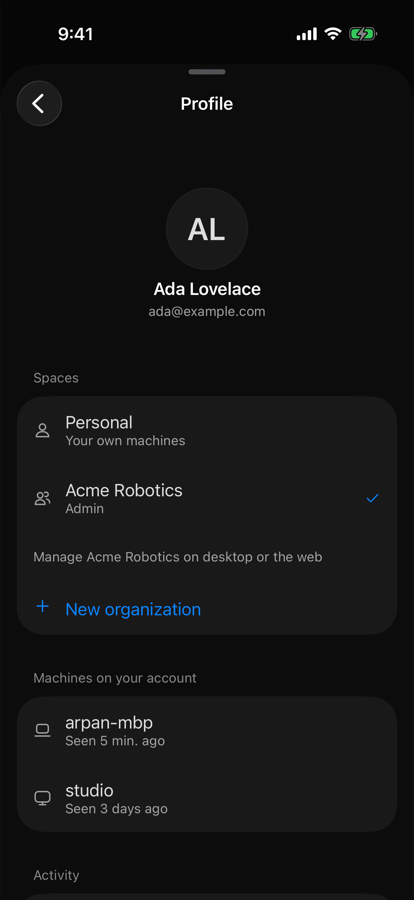 9:41
Profile
AL
Ada Lovelace
ada@example.com
Spaces
Personal
Your own machines
Acme Robotics
Admin
Manage Acme Robotics on desktop or the web
New organization
Machines on your account
arpan-mbp
Seen 5 min. ago
studio
Seen 3 days ago
Activity